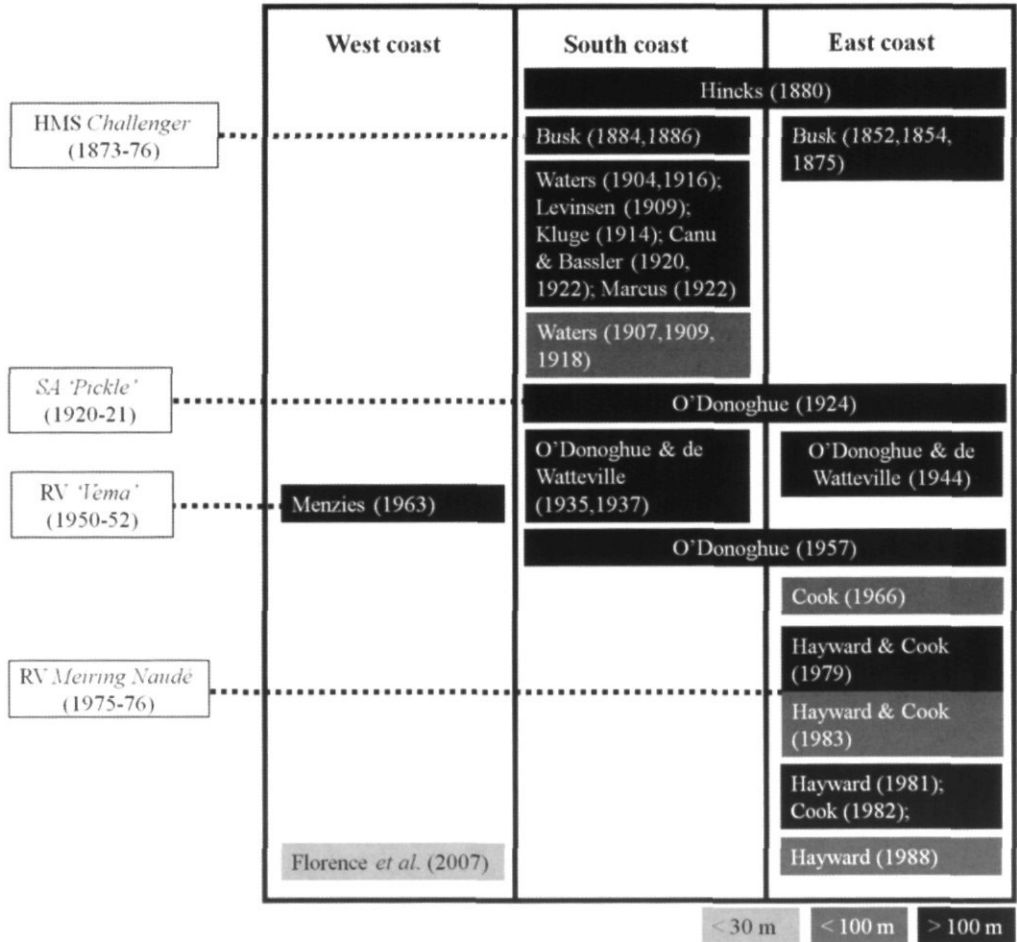 West coast
South coast
East coast
Hincks (1880)
HMS Challenger
(1873-76)
Busk (1884,1886)
Busk (1852,1854,
1875)
Waters (1904,1916);
Levinsen (1909);
Kluge (1914); Canu
& Bassler (1920,
1922); Marcus (1922)
Waters (1907,1909,
1918)
SA 'Pickle'
(1920-21)
O'Donoghue (1924)
O'Donoghue & de
Watteville
(1935,1937)
O'Donoghue & de
Watteville (1944)
RV 'Vema'
(1950-52)
Menzies (1963)
O'Donoghue (1957)
Cook (1966)
Hayward & Cook
(1979)
RV Meiring Naudé
(1975-76)
Hayward & Cook
(1983)
Hayward (1981);
Cook (1982);
Florence et al. (2007)
Hayward (1988)
< 30 m
< 100 m
> 100 m